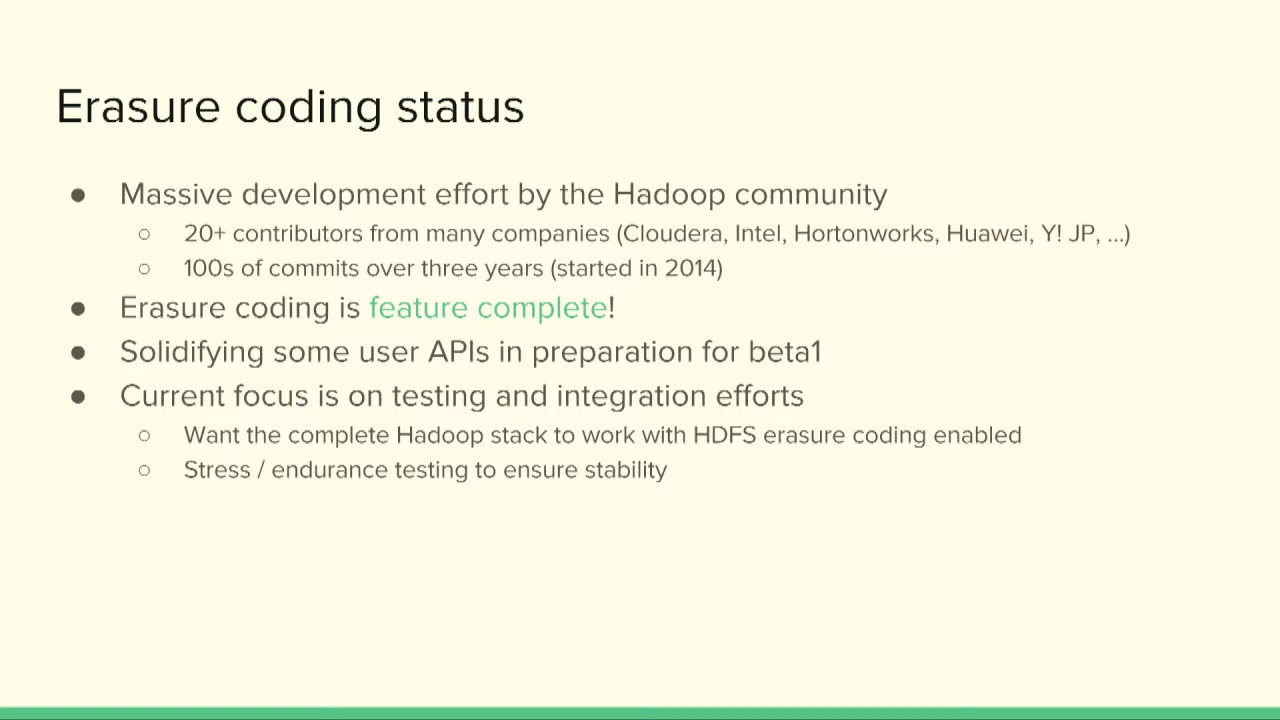 Erasure coding status
● Massive development effort by the Hadoop community
○ 20+ contributors from many companies (Cloudera, Intel, Hortonworks, Huawei, Y! JP, ...)
○ 100s of commits over three years (started in 2014)
● Erasure coding is feature complete!
● Solidifying some user APIs in preparation for beta1
● Current focus is on testing and integration efforts
○ Want the complete Hadoop stack to work with HDFS erasure coding enabled
○ Stress / endurance testing to ensure stability